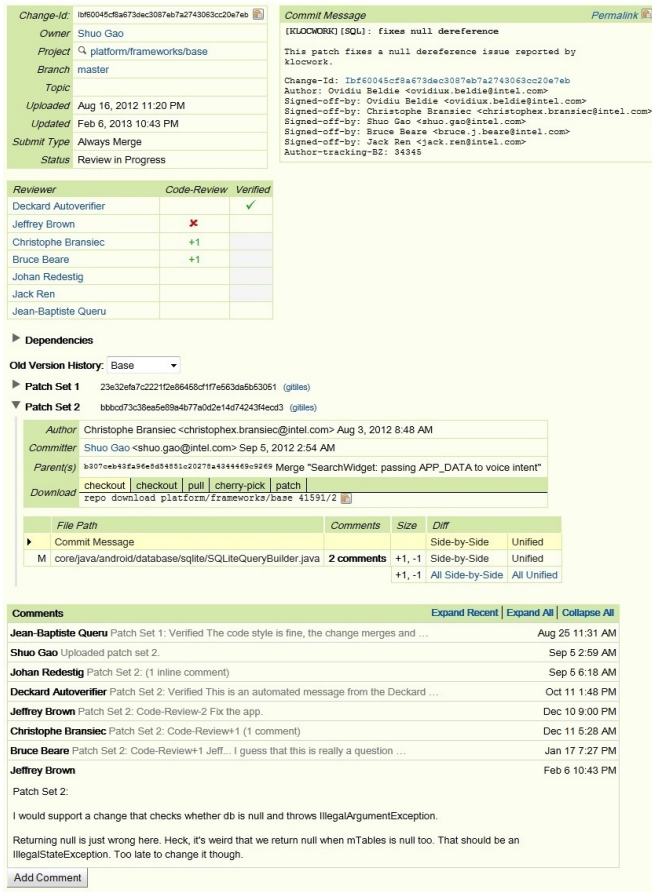 Change-Id: Ibf60045cf8a673dec3087eb7a2743063cc20e7eb
Owner Shuo Gao
Project platform/frameworks/base
Branch master
Topic
Uploaded Aug 16, 2012 11:20 PM
Updated Feb 6, 2013 10:43 PM
Submit Type Always Merge
Status Review in Progress
Commit Message Permalink
[KLOCWORK][SQL]: fixes null dereference
This patch fixes a null dereference issue reported by
klocwork.
Change-Id: Ibf60045cf8a673dec3087eb7a2743063cc20e7eb
Author: Ovidiu Beldie <ovidiux.beldie@intel.com>
Signed-off-by: Ovidiu Beldie <ovidiux.beldie@intel.com>
Signed-off-by: Christophe Bransiec <christophex.bransiec@intel.com>
Signed-off-by: Shuo Gao <shuo.gao@intel.com>
Signed-off-by: Bruce Beare <bruce.j.beare@intel.com>
Signed-off-by: Jack Ren <jack.ren@intel.com>
Author-tracking-BZ: 34345
Reviewer Code-Review Verified
Deckard Autoverifier ✓
Jeffrey Brown ✘
Christophe Bransiec +1
Bruce Beare +1
Johan Redestig
Jack Ren
Jean-Baptiste Queru
Dependencies
Old Version History: Base
Patch Set 1 23e32efa7c2221f2e86458cf1f7e563da5b53051 (gitiles)
Patch Set 2 bbbcd73c38ea5e89a4b77a0d2e14d74243f4ecd3 (gitiles)
Author Christophe Bransiec <christophex.bransiec@intel.com> Aug 3, 2012 8:48 AM
Committer Shuo Gao <shuo.gao@intel.com> Sep 5, 2012 2:54 AM
Parent(s) b307ceb43fa96e8d54851c20278a4344469c9269 Merge "SearchWidget: passing APP_DATA to voice intent"
Download checkout | checkout | pull | cherry-pick | patch
repo download platform/frameworks/base 41591/2
File Path Comments Size Diff
Commit Message Side-by-Side Unified
M core/java/android/database/sqlite/SQLiteQueryBuilder.java 2 comments +1, -1 Side-by-Side Unified
+1, -1 All Side-by-Side All Unified
Comments Expand Recent | Expand All | Collapse All
Jean-Baptiste Queru Patch Set 1: Verified The code style is fine, the change merges and … Aug 25 11:31 AM
Shuo Gao Uploaded patch set 2. Sep 5 2:59 AM
Johan Redestig Patch Set 2: (1 inline comment) Sep 5 6:18 AM
Deckard Autoverifier Patch Set 2: Verified This is an automated message from the Deckard … Oct 11 1:48 PM
Jeffrey Brown Patch Set 2: Code-Review-2 Fix the app. Dec 10 9:00 PM
Christophe Bransiec Patch Set 2: Code-Review+1 (1 comment) Dec 11 5:28 AM
Bruce Beare Patch Set 2: Code-Review+1 Jeff... I guess that this is really a question … Jan 17 7:27 PM
Jeffrey Brown Feb 6 10:43 PM
Patch Set 2:
I would support a change that checks whether db is null and throws IllegalArgumentException.
Returning null is just wrong here. Heck, it's weird that we return null when mTables is null too. That should be an
IllegalStateException. Too late to change it though.
Add Comment